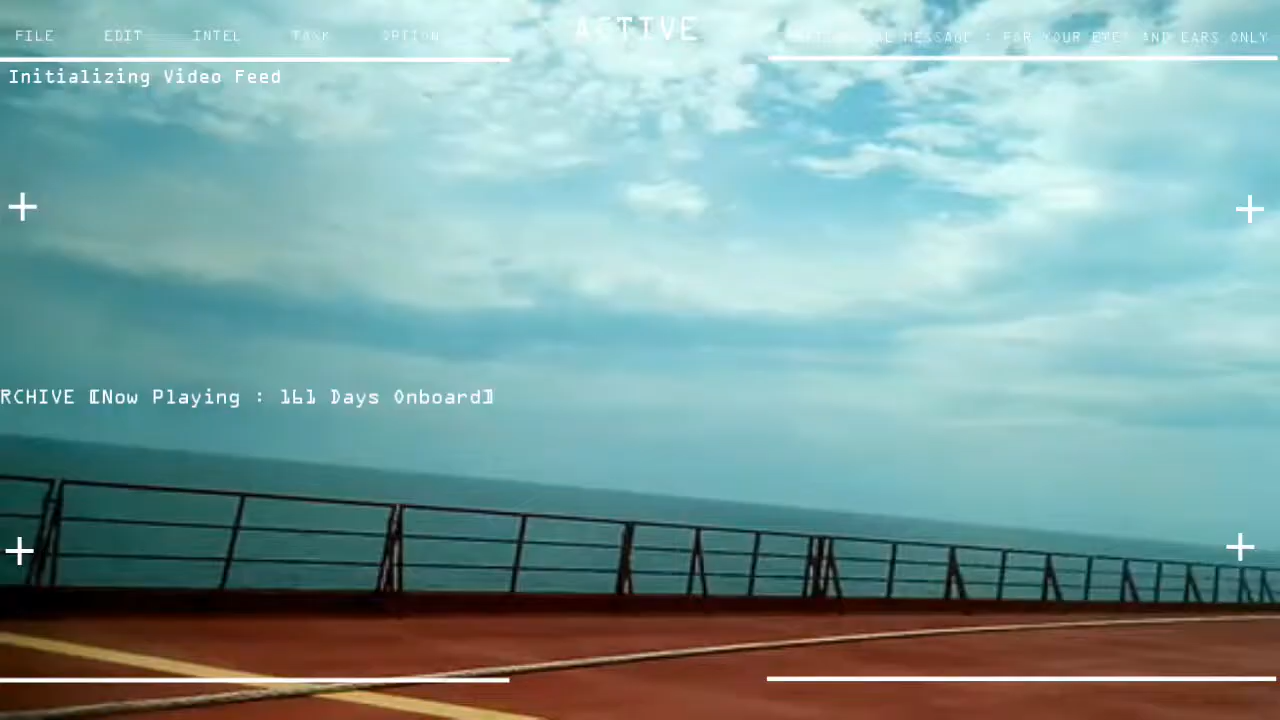 ACTIVE
FILE EDIT INTEL TASK OPTION
MESSAGE : FOR YOUR EYES AND EARS ONLY
Initializing Video Feed
RCHIVE [Now Playing : 161 Days Onboard]